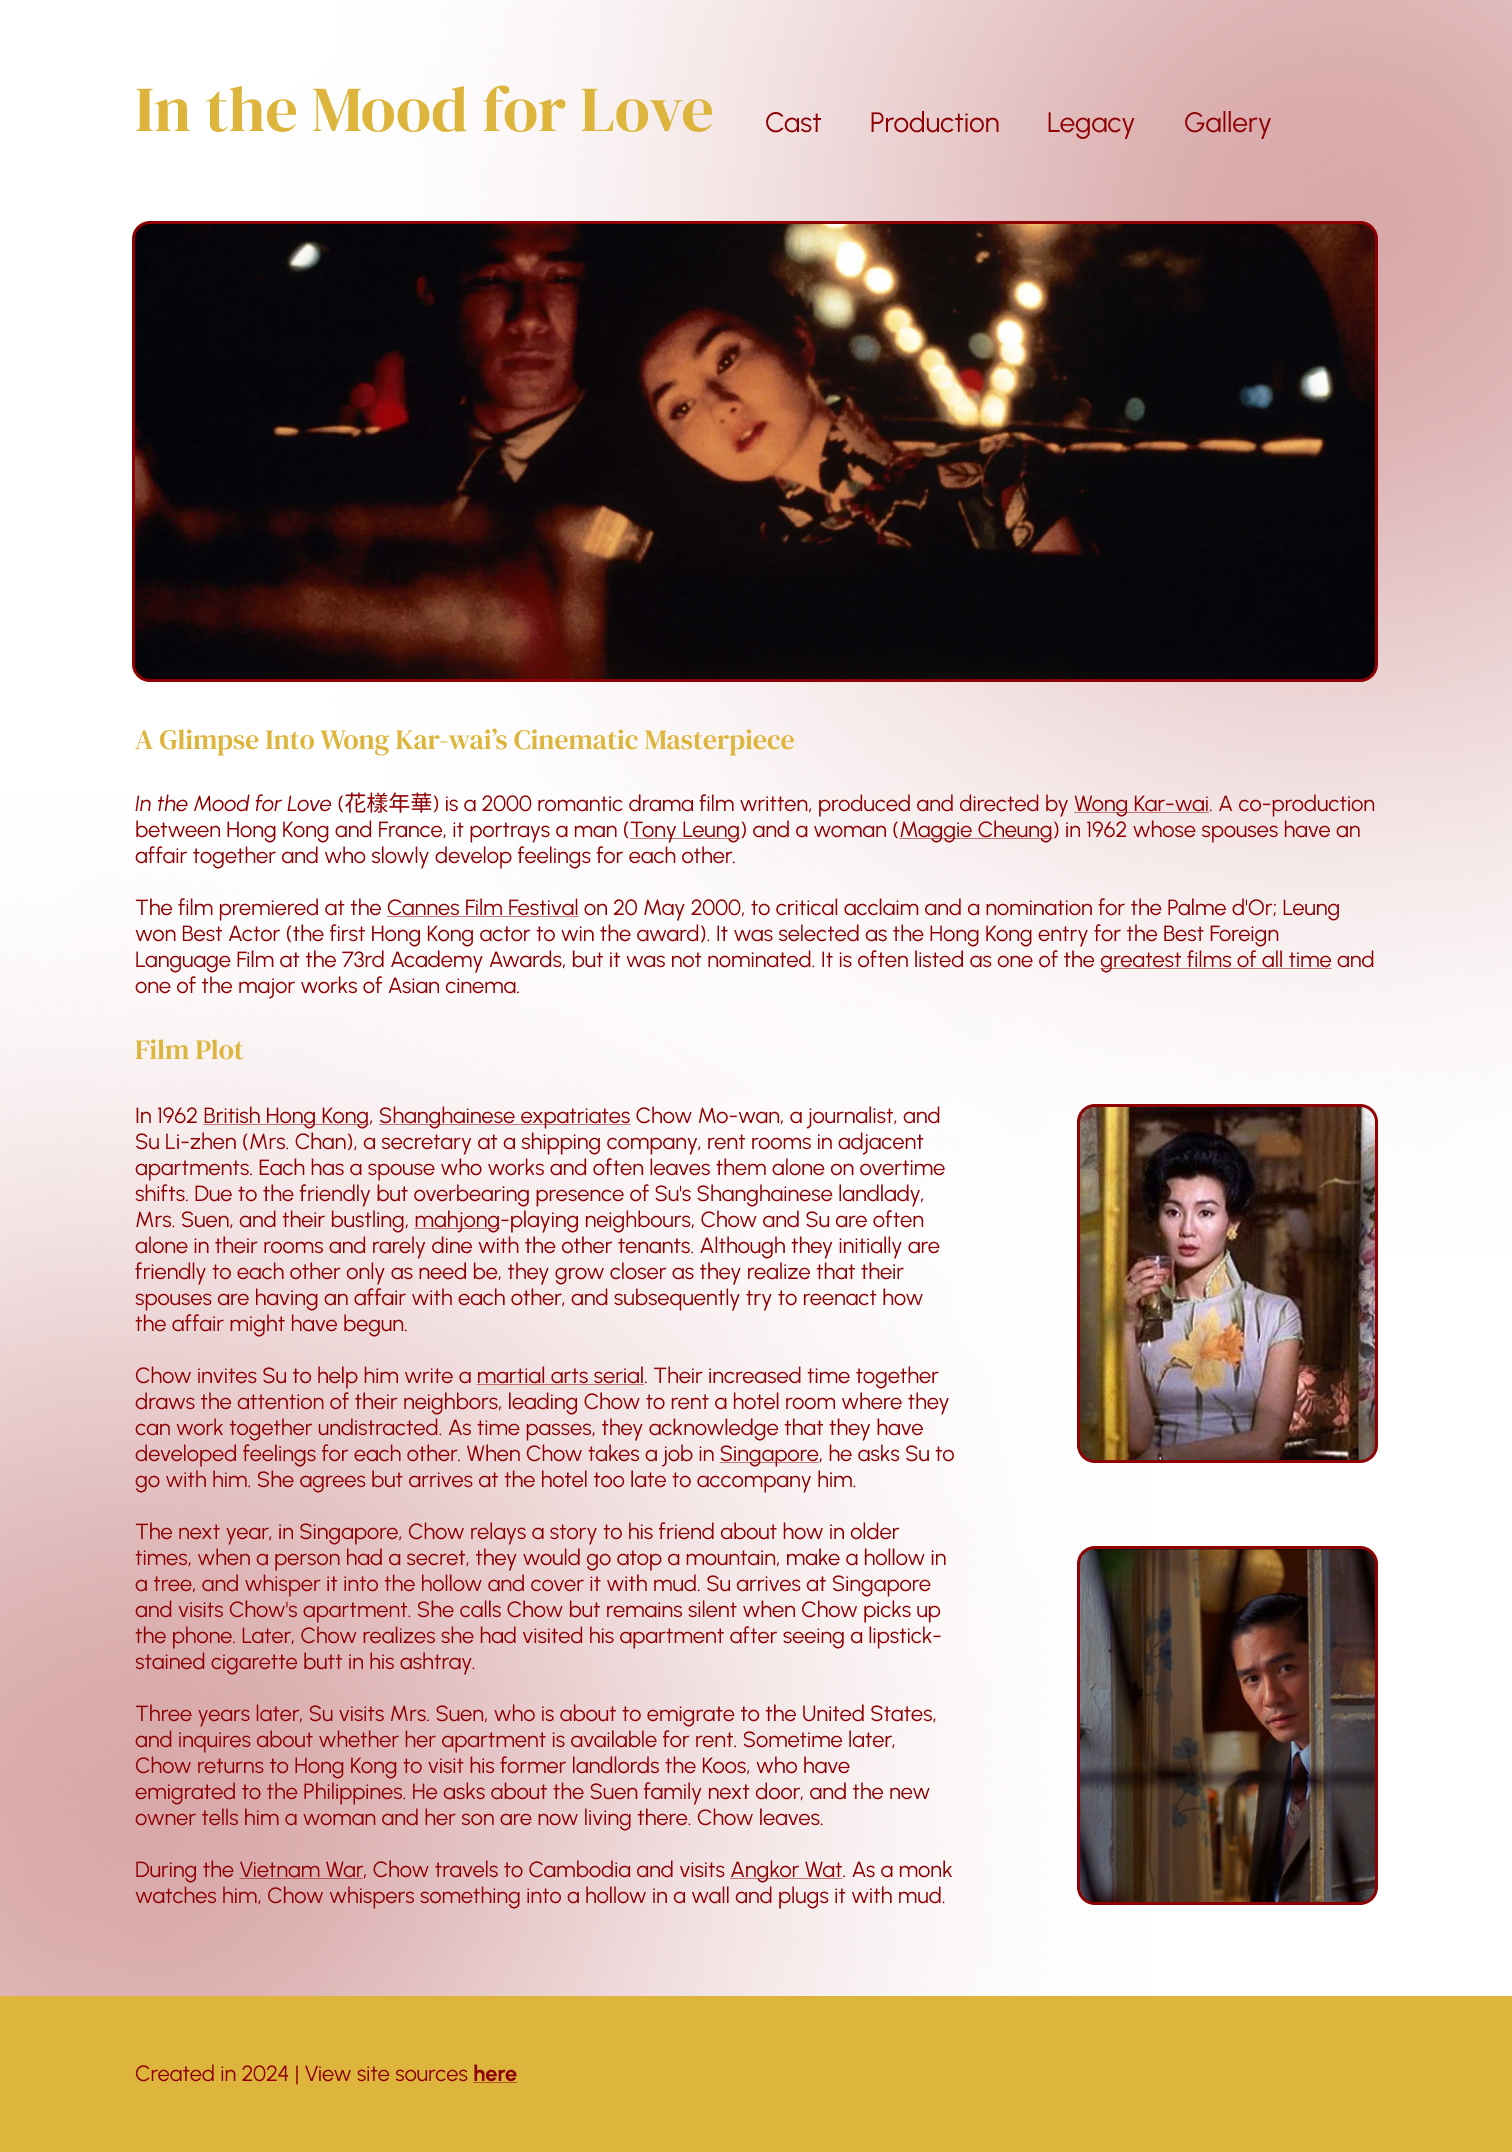 In the Mood for Love
Cast
Production
Legacy
Gallery
A Glimpse Into Wong Kar-wai’s Cinematic Masterpiece
In the Mood for Love (花樣年華) is a 2000 romantic drama film written, produced and directed by Wong Kar-wai. A co-production
between Hong Kong and France, it portrays a man (Tony Leung) and a woman (Maggie Cheung) in 1962 whose spouses have an
affair together and who slowly develop feelings for each other.
The film premiered at the Cannes Film Festival on 20 May 2000, to critical acclaim and a nomination for the Palme d'Or; Leung
won Best Actor (the first Hong Kong actor to win the award). It was selected as the Hong Kong entry for the Best Foreign
Language Film at the 73rd Academy Awards, but it was not nominated. It is often listed as one of the greatest films of all time and
one of the major works of Asian cinema.
Film Plot
In 1962 British Hong Kong, Shanghainese expatriates Chow Mo-wan, a journalist, and
Su Li-zhen (Mrs. Chan), a secretary at a shipping company, rent rooms in adjacent
apartments. Each has a spouse who works and often leaves them alone on overtime
shifts. Due to the friendly but overbearing presence of Su's Shanghainese landlady,
Mrs. Suen, and their bustling, mahjong-playing neighbours, Chow and Su are often
alone in their rooms and rarely dine with the other tenants. Although they initially are
friendly to each other only as need be, they grow closer as they realize that their
spouses are having an affair with each other, and subsequently try to reenact how
the affair might have begun.
Chow invites Su to help him write a martial arts serial. Their increased time together
draws the attention of their neighbors, leading Chow to rent a hotel room where they
can work together undistracted. As time passes, they acknowledge that they have
developed feelings for each other. When Chow takes a job in Singapore, he asks Su to
go with him. She agrees but arrives at the hotel too late to accompany him.
The next year, in Singapore, Chow relays a story to his friend about how in older
times, when a person had a secret, they would go atop a mountain, make a hollow in
a tree, and whisper it into the hollow and cover it with mud. Su arrives at Singapore
and visits Chow's apartment. She calls Chow but remains silent when Chow picks up
the phone. Later, Chow realizes she had visited his apartment after seeing a lipstick-
stained cigarette butt in his ashtray.
Three years later, Su visits Mrs. Suen, who is about to emigrate to the United States,
and inquires about whether her apartment is available for rent. Sometime later,
Chow returns to Hong Kong to visit his former landlords the Koos, who have
emigrated to the Philippines. He asks about the Suen family next door, and the new
owner tells him a woman and her son are now living there. Chow leaves.
During the Vietnam War, Chow travels to Cambodia and visits Angkor Wat. As a monk
watches him, Chow whispers something into a hollow in a wall and plugs it with mud.
Created in 2024 | View site sources here